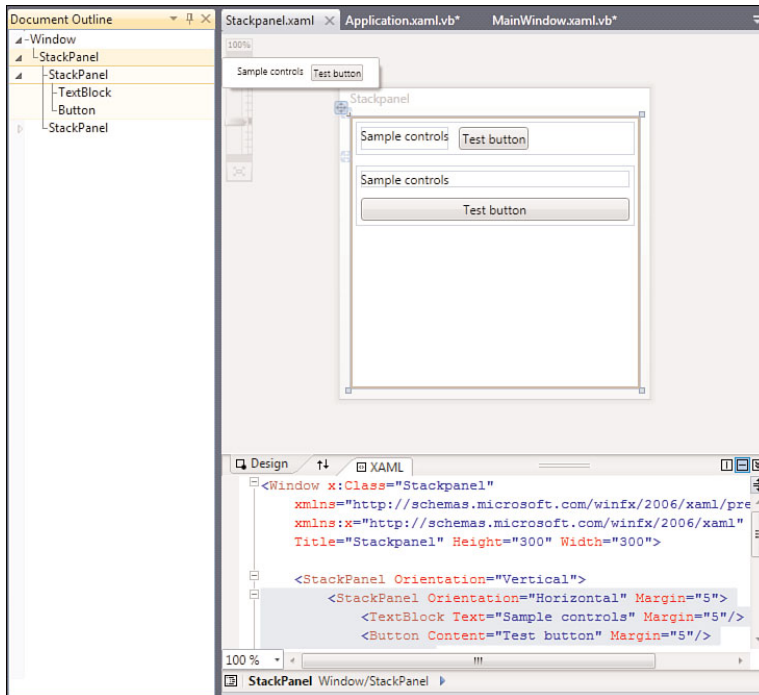 Document Outline
Window
StackPanel
StackPanel
TextBlock
Button
StackPanel
Stackpanel.xaml
Application.xaml.vb*
MainWindow.xaml.vb*
100%
Sample controls Test button
Stackpanel
Sample controls Test button
Sample controls
Test button
Design
XAML
<Window x:Class="Stackpanel"
xmlns="http://schemas.microsoft.com/winfx/2006/xaml/pre
xmlns:x="http://schemas.microsoft.com/winfx/2006/xaml"
Title="Stackpanel" Height="300" Width="300">
<StackPanel Orientation="Vertical">
<StackPanel Orientation="Horizontal" Margin="5">
<TextBlock Text="Sample controls" Margin="5"/>
<Button Content="Test button" Margin="5"/>
100 %
StackPanel Window/StackPanel